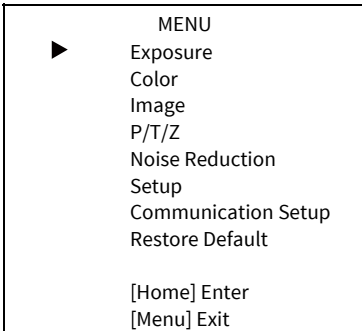 MENU
Exposure
Color
Image
P/T/Z
Noise Reduction
Setup
Communication Setup
Restore Default
[Home] Enter
[Menu] Exit